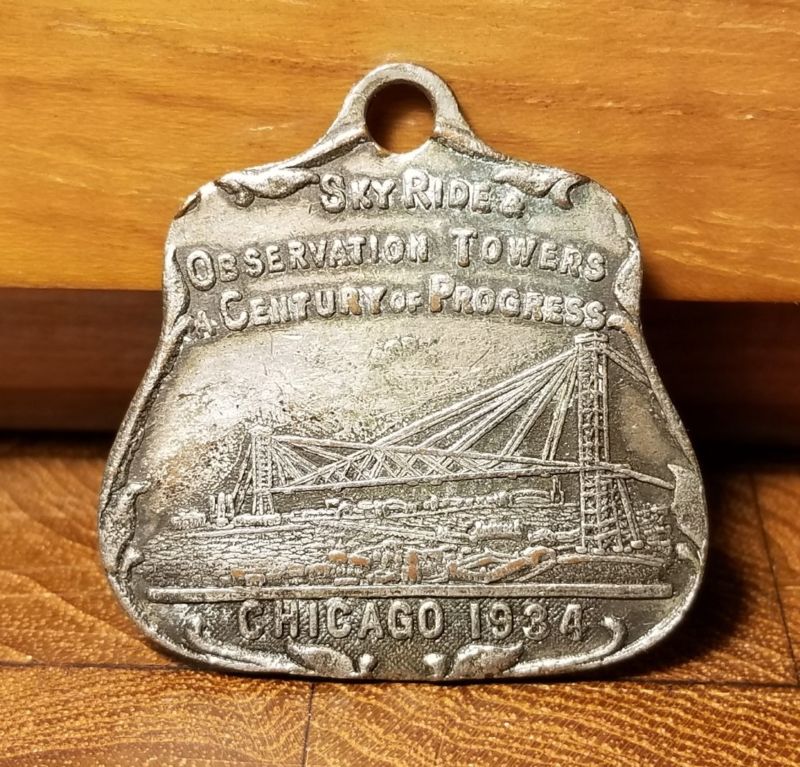 SKY RIDE &
OBSERVATION TOWERS
A CENTURY OF PROGRESS
CHICAGO 1934